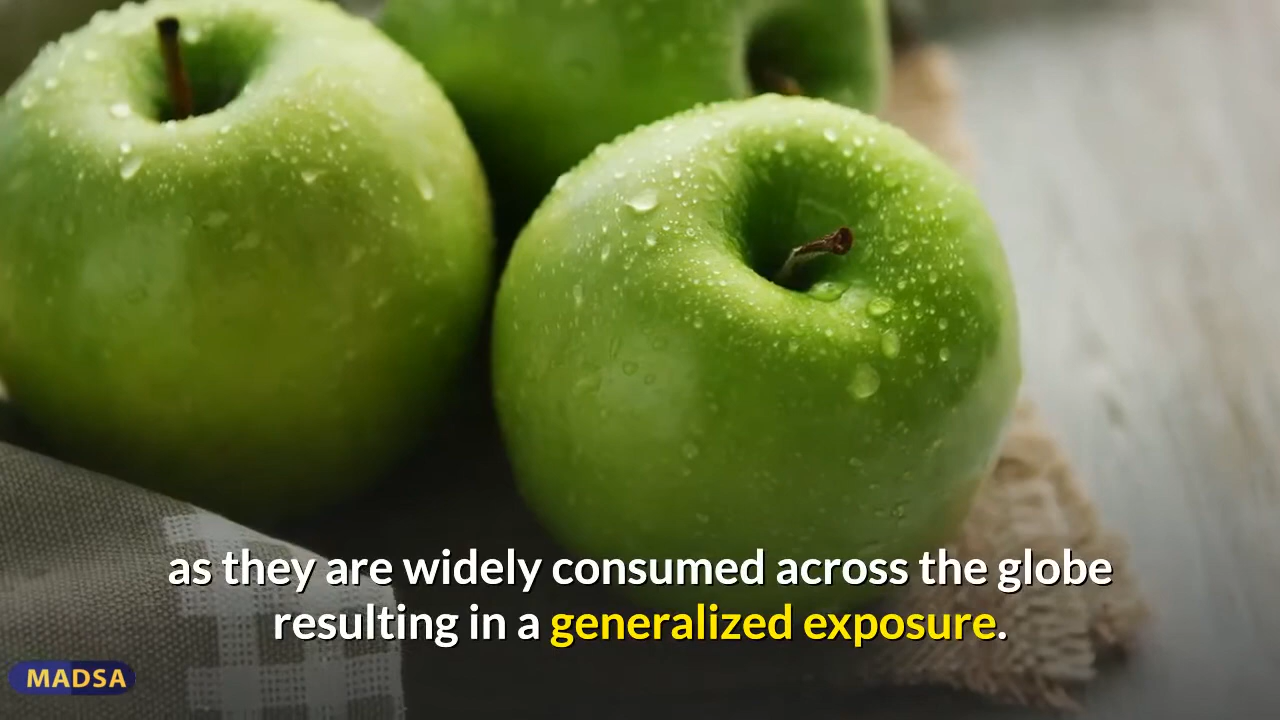 as they are widely consumed across the globe
resulting in a generalized exposure.
MADSA